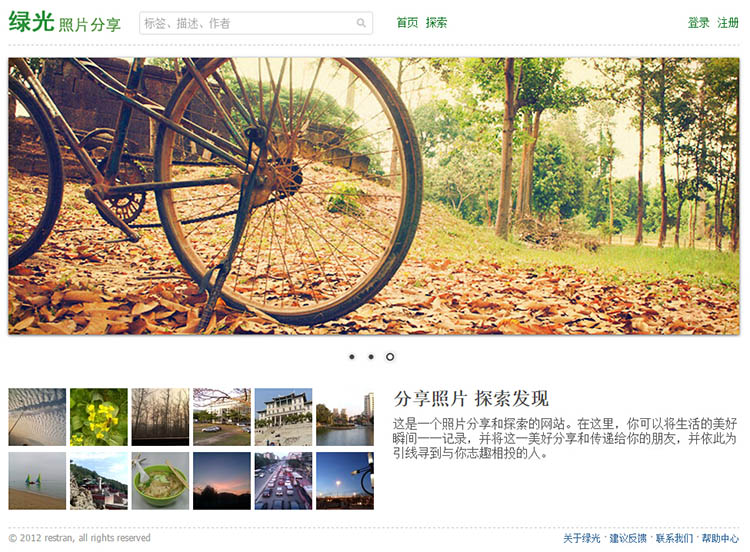 绿光 照片分享
标签、描述、作者
首页 探索
登录 注册
分享照片 探索发现
这是一个照片分享和探索的网站。在这里，你可以将生活的美好
瞬间一一记录，并将这一美好分享和传递给你的朋友，并依此为
引线寻到与你志趣相投的人。
© 2012 restran, all rights reserved
关于绿光 · 建议反馈 · 联系我们 · 帮助中心